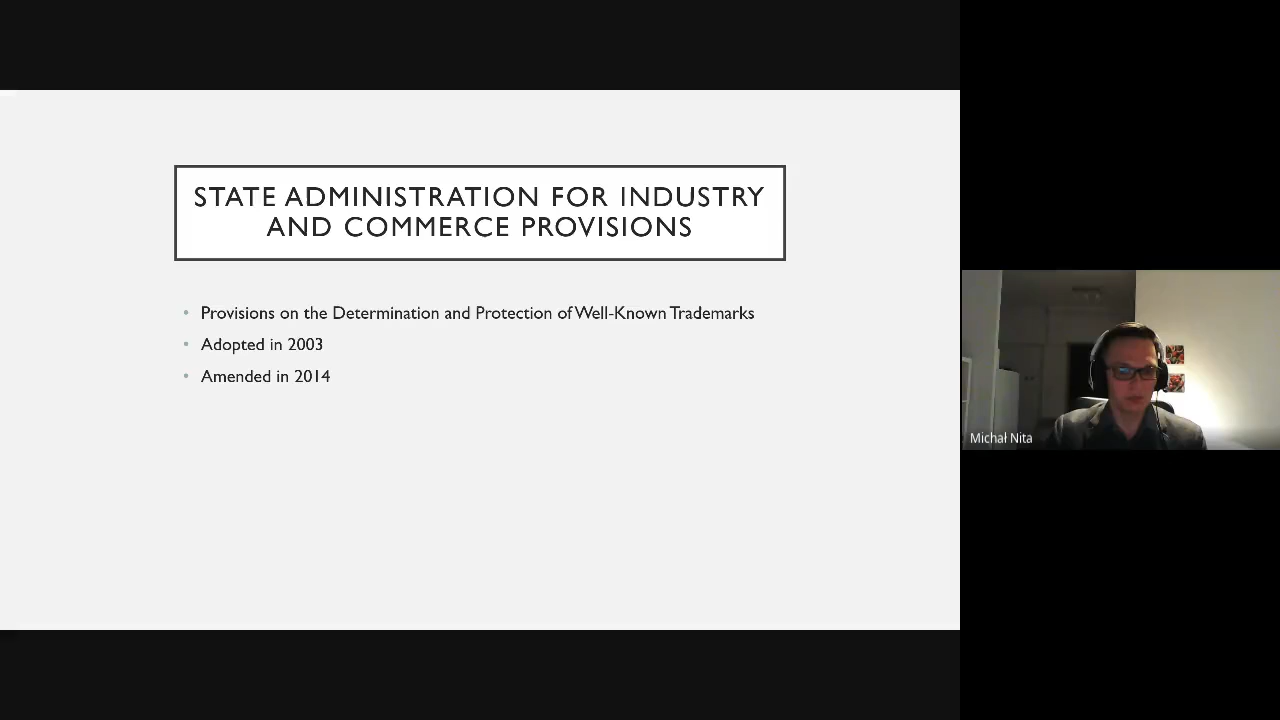 STATE ADMINISTRATION FOR INDUSTRY
AND COMMERCE PROVISIONS
• Provisions on the Determination and Protection of Well-Known Trademarks
• Adopted in 2003
• Amended in 2014
Michał Nita